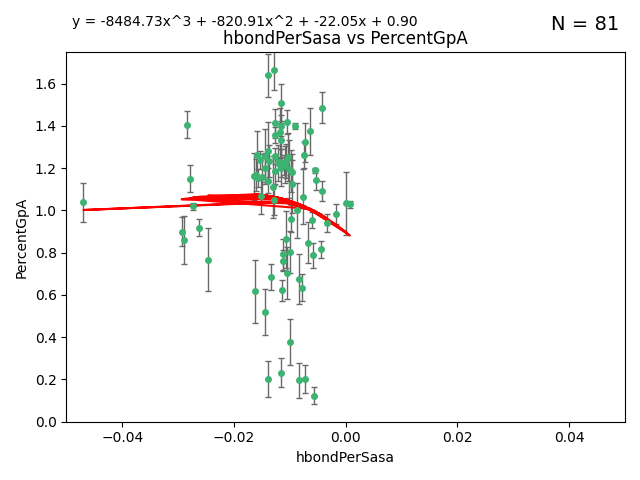 y = -8484.73x^3 + -820.91x^2 + -22.05x + 0.90
N = 81
hbondPerSasa vs PercentGpA
1.6
1.4
1.2
1.0
0.8
0.6
0.4
0.2
0.0
PercentGpA
−0.04 −0.02 0.00 0.02 0.04
hbondPerSasa